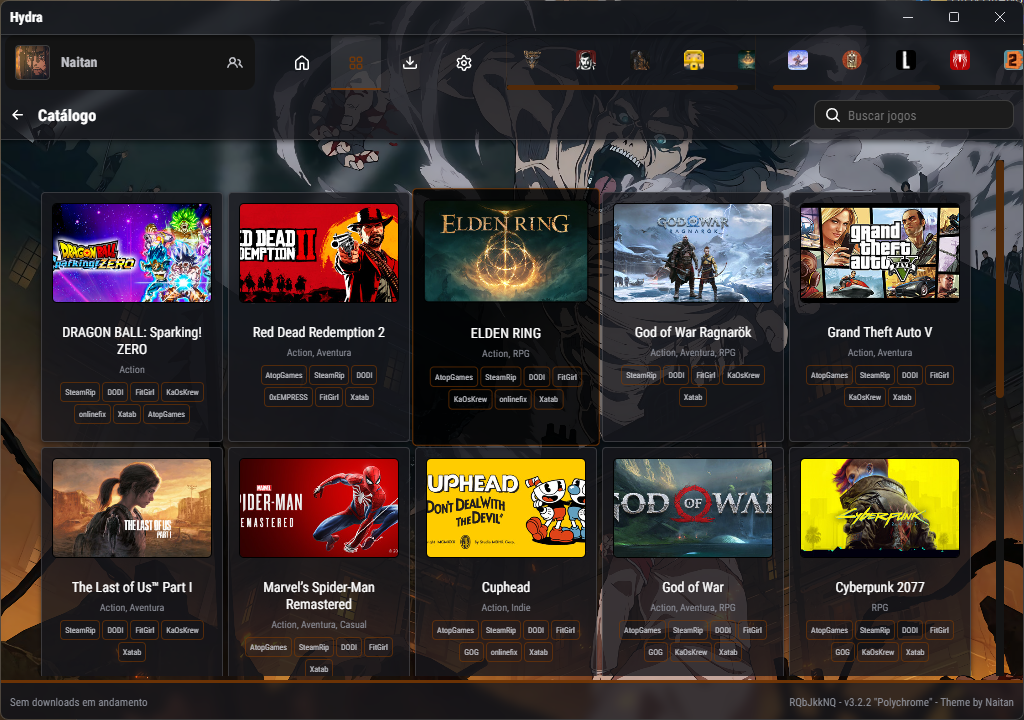 Hydra
Naitan
Catálogo
Buscar jogos
DRAGON BALL: Sparking!
ZERO
Action
SteamRip DODI FitGirl KaOsKrew
onlinefix Xatab AtopGames
RED DEAD
REDEMPTION II
Red Dead Redemption 2
Action, Aventura
AtopGames SteamRip DODI
0xEMPRESS FitGirl Xatab
ELDEN RING
ELDEN RING
Action, RPG
AtopGames SteamRip DODI FitGirl
KaOsKrew onlinefix Xatab
GOD OF WAR
RAGNARÖK
God of War Ragnarök
Action, Aventura, RPG
SteamRip DODI FitGirl KaOsKrew
Xatab
grand
theft
auto
V
Grand Theft Auto V
Action, Aventura
AtopGames SteamRip DODI FitGirl
KaOsKrew Xatab
THE LAST OF US
PART I
The Last of Us™ Part I
Action, Aventura
SteamRip DODI FitGirl KaOsKrew
Xatab
MARVEL
PIDER-MAN
EMASTERED
Marvel's Spider-Man
Remastered
Action, Aventura, Casual
AtopGames SteamRip DODI FitGirl
Xatab
CUPHEAD
DON'T DEAL WITH
THE DEVIL'
Cuphead
Action, Indie
AtopGames SteamRip DODI FitGirl
GOG onlinefix Xatab
GOD OF WAR
God of War
Action, Aventura, RPG
AtopGames SteamRip DODI FitGirl
GOG KaOsKrew Xatab
CYBERPUNK
Cyberpunk 2077
RPG
AtopGames SteamRip DODI FitGirl
GOG KaOsKrew Xatab
Sem downloads em andamento
RQbJkkNQ - v3.2.2 "Polychrome" - Theme by Naitan